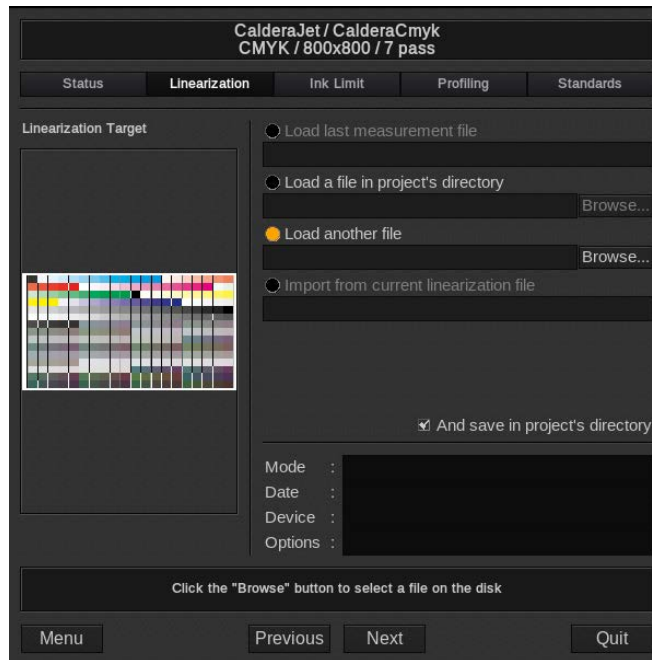 CalderaJet / CalderaCmyk
CMYK / 800x800 / 7 pass
Status Linearization Ink Limit Profiling Standards
Linearization Target
Load last measurement file
Load a file in project's directory
Browse...
Load another file
Browse...
Import from current linearization file
And save in project's directory
Mode :
Date :
Device :
Options :
Click the "Browse" button to select a file on the disk
Menu Previous Next Quit